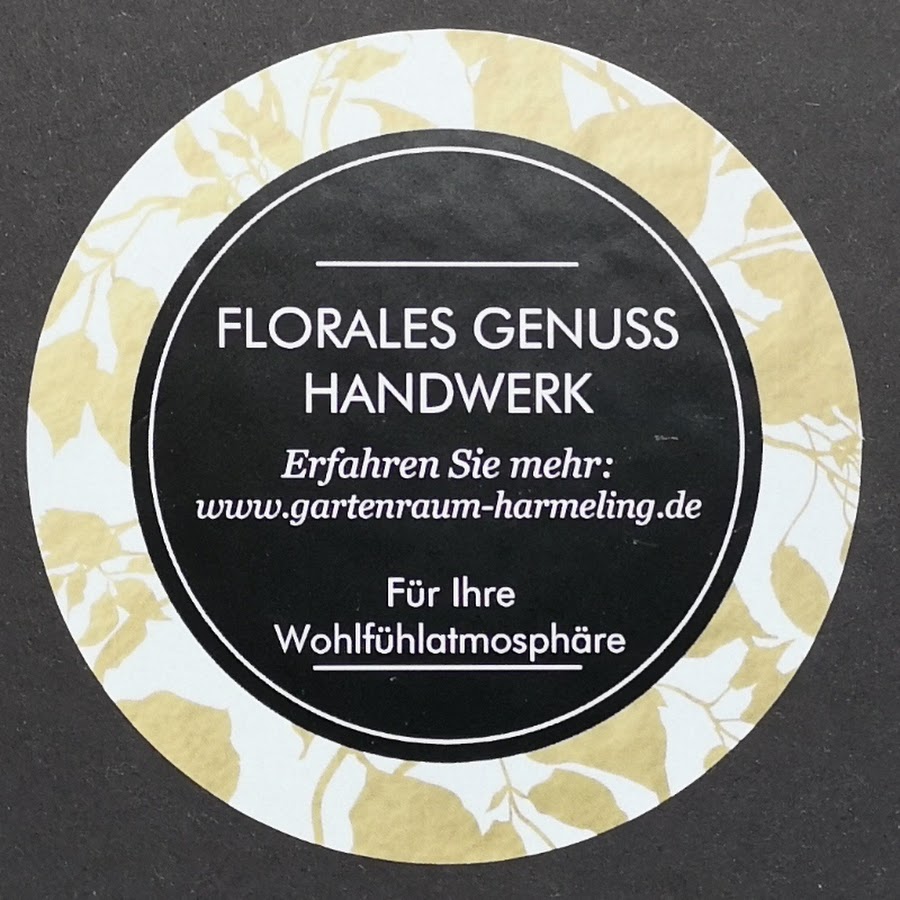 FLORALES GENUSS
HANDWERK
Erfahren Sie mehr:
www.gartenraum-harmeling.de
Für Ihre
Wohlfühlatmosphäre